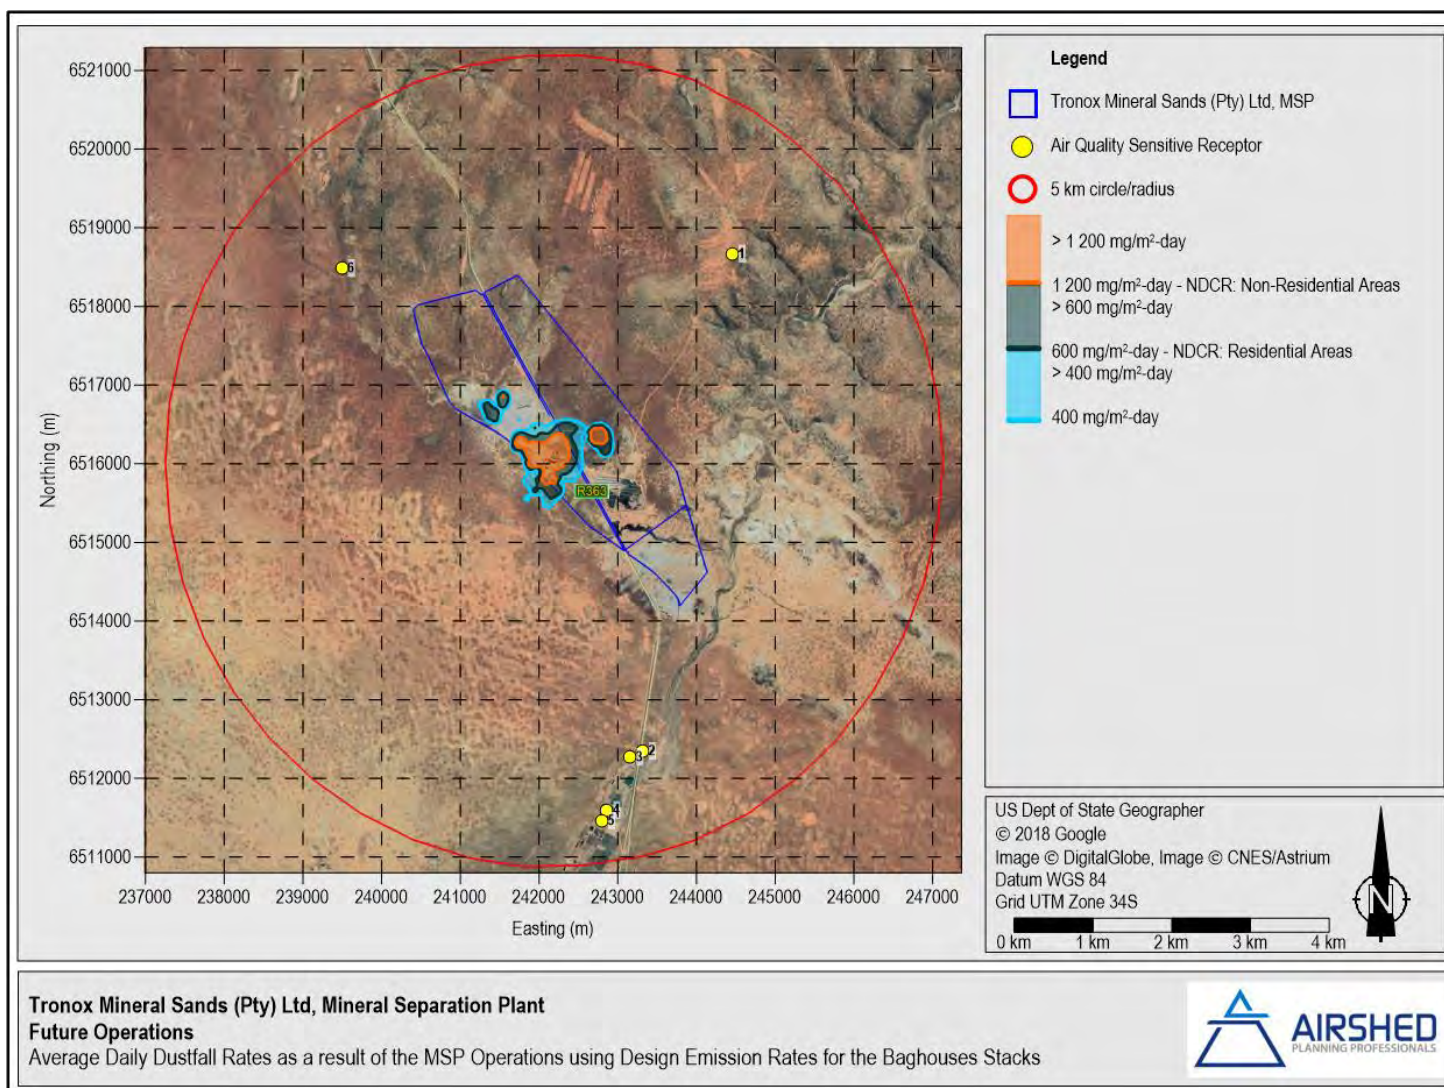 6521000
6520000
6519000
6518000
6517000
6516000
6515000
6514000
6513000
6512000
6511000
Northing (m)
237000 238000 239000 240000 241000 242000 243000 244000 245000 246000 247000
Easting (m)
1
6
R363
2
3
4
5
Legend
Tronox Mineral Sands (Pty) Ltd, MSP
Air Quality Sensitive Receptor
5 km circle/radius
> 1 200 mg/m²-day
1 200 mg/m²-day - NDCR: Non-Residential Areas
> 600 mg/m²-day
600 mg/m²-day - NDCR: Residential Areas
> 400 mg/m²-day
400 mg/m²-day
US Dept of State Geographer
© 2018 Google
Image © DigitalGlobe, Image © CNES/Astrium
Datum WGS 84
Grid UTM Zone 34S
0 km 1 km 2 km 3 km 4 km
N
Tronox Mineral Sands (Pty) Ltd, Mineral Separation Plant
Future Operations
Average Daily Dustfall Rates as a result of the MSP Operations using Design Emission Rates for the Baghouses Stacks
AIRSHED
PLANNING PROFESSIONALS